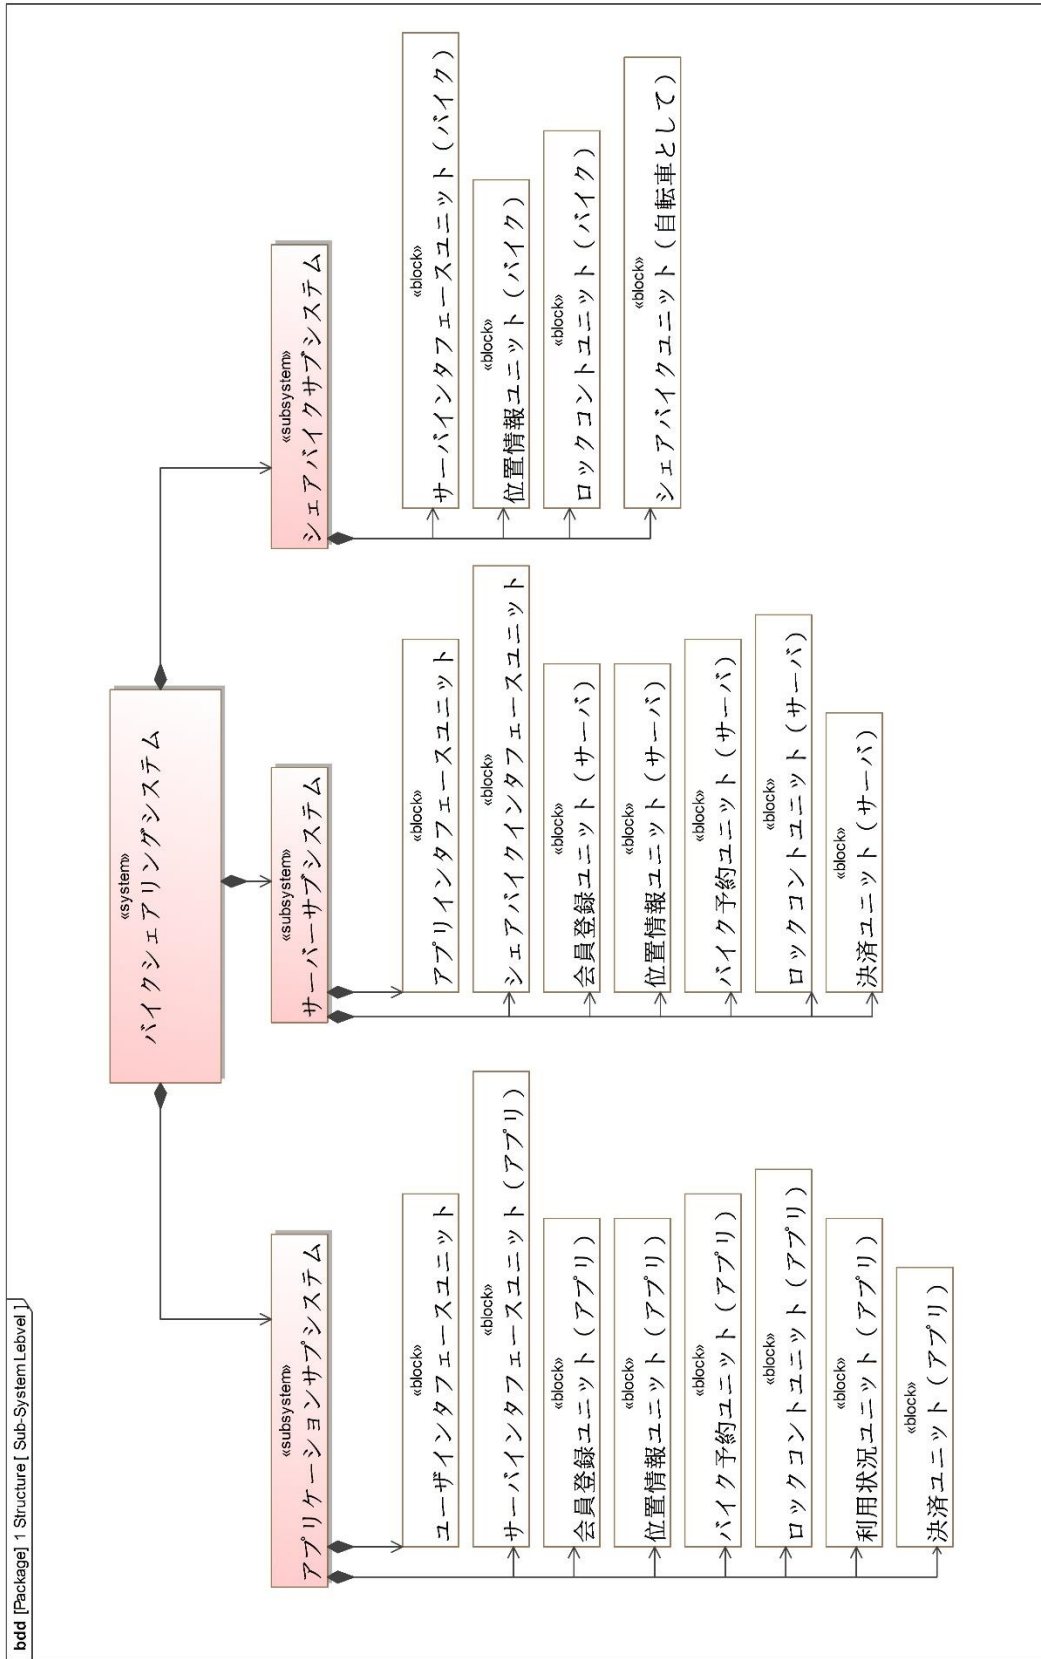 bdd [Package] 1 Structure [ Sub-System Lebvel ]
«system»
バイクシェアリングシステム
«subsystem»
アプリケーションサブシステム
«block»
ユーザインタフェースユニット
«block»
サーバインタフェースユニット（アプリ）
«block»
会員登録ユニット（アプリ）
«block»
位置情報ユニット（アプリ）
«block»
バイク予約ユニット（アプリ）
«block»
ロックコントユニット（アプリ）
«block»
利用状況ユニット（アプリ）
«block»
決済ユニット（アプリ）
«subsystem»
サーバーサブシステム
«block»
アプリインタフェースユニット
«block»
シェアバイクインタフェースユニット
«block»
会員登録ユニット（サーバ）
«block»
位置情報ユニット（サーバ）
«block»
バイク予約ユニット（サーバ）
«block»
ロックコントユニット（サーバ）
«block»
決済ユニット（サーバ）
«subsystem»
シェアバイクサブシステム
«block»
サーバインタフェースユニット（バイク）
«block»
位置情報ユニット（バイク）
«block»
ロックコントユニット（バイク）
«block»
シェアバイクユニット（自転車として）